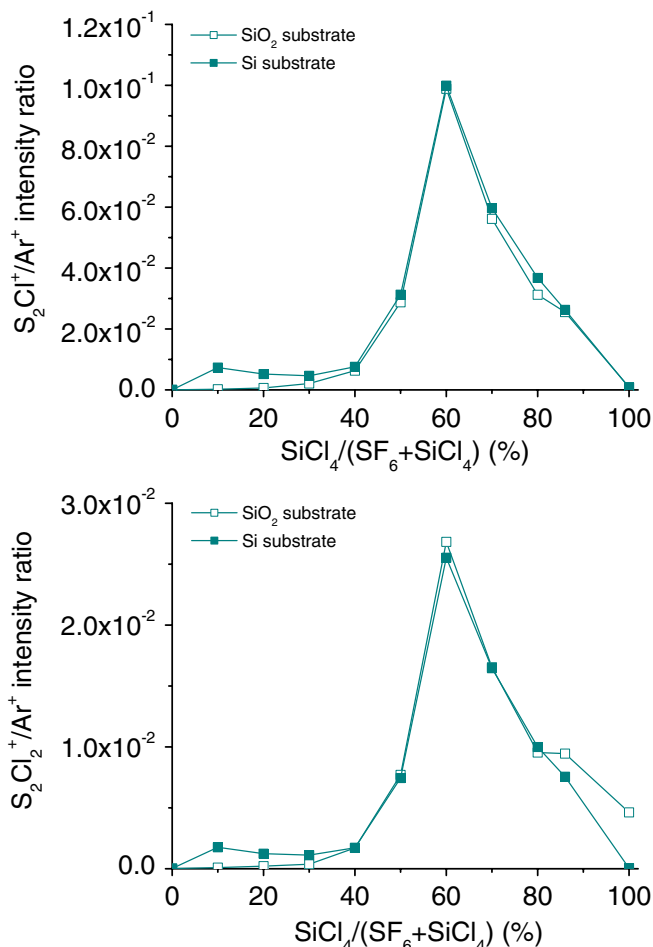 1.2x10⁻¹
SiO₂ substrate
Si substrate
1.0x10⁻¹
8.0x10⁻²
6.0x10⁻²
4.0x10⁻²
2.0x10⁻²
0.0
S₂Cl⁺/Ar⁺ intensity ratio
0 20 40 60 80 100
SiCl₄/(SF₆+SiCl₄) (%)
3.0x10⁻²
SiO₂ substrate
Si substrate
2.0x10⁻²
1.0x10⁻²
0.0
S₂Cl₂⁺/Ar⁺ intensity ratio
0 20 40 60 80 100
SiCl₄/(SF₆+SiCl₄) (%)